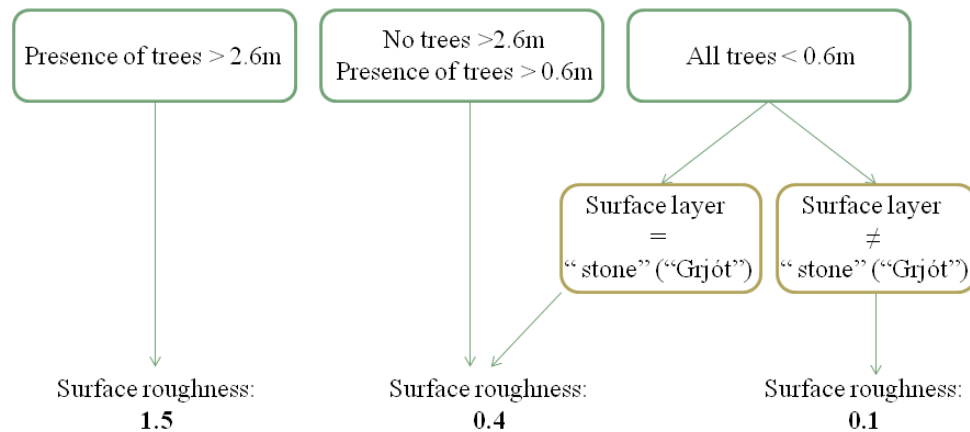 Presence of trees > 2.6m
No trees >2.6m
Presence of trees > 0.6m
All trees < 0.6m
Surface layer
=
“ stone” (“Grjót”)
Surface layer
≠
“ stone” (“Grjót”)
Surface roughness:
1.5
Surface roughness:
0.4
Surface roughness:
0.1